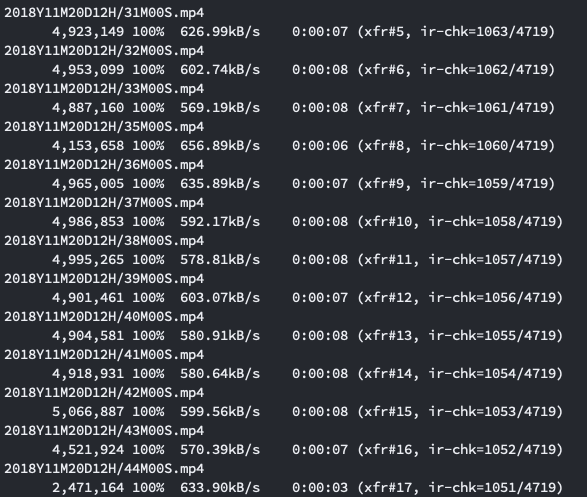 2018Y11M20D12H/31M00S.mp4
4,923,149 100% 626.99kB/s 0:00:07 (xfr#5, ir-chk=1063/4719)
2018Y11M20D12H/32M00S.mp4
4,953,099 100% 602.74kB/s 0:00:08 (xfr#6, ir-chk=1062/4719)
2018Y11M20D12H/33M00S.mp4
4,887,160 100% 569.19kB/s 0:00:08 (xfr#7, ir-chk=1061/4719)
2018Y11M20D12H/35M00S.mp4
4,153,658 100% 656.89kB/s 0:00:06 (xfr#8, ir-chk=1060/4719)
2018Y11M20D12H/36M00S.mp4
4,965,005 100% 635.89kB/s 0:00:07 (xfr#9, ir-chk=1059/4719)
2018Y11M20D12H/37M00S.mp4
4,986,853 100% 592.17kB/s 0:00:08 (xfr#10, ir-chk=1058/4719)
2018Y11M20D12H/38M00S.mp4
4,995,265 100% 578.81kB/s 0:00:08 (xfr#11, ir-chk=1057/4719)
2018Y11M20D12H/39M00S.mp4
4,901,461 100% 603.07kB/s 0:00:07 (xfr#12, ir-chk=1056/4719)
2018Y11M20D12H/40M00S.mp4
4,904,581 100% 580.91kB/s 0:00:08 (xfr#13, ir-chk=1055/4719)
2018Y11M20D12H/41M00S.mp4
4,918,931 100% 580.64kB/s 0:00:08 (xfr#14, ir-chk=1054/4719)
2018Y11M20D12H/42M00S.mp4
5,066,887 100% 599.56kB/s 0:00:08 (xfr#15, ir-chk=1053/4719)
2018Y11M20D12H/43M00S.mp4
4,521,924 100% 570.39kB/s 0:00:07 (xfr#16, ir-chk=1052/4719)
2018Y11M20D12H/44M00S.mp4
2,471,164 100% 633.90kB/s 0:00:03 (xfr#17, ir-chk=1051/4719)